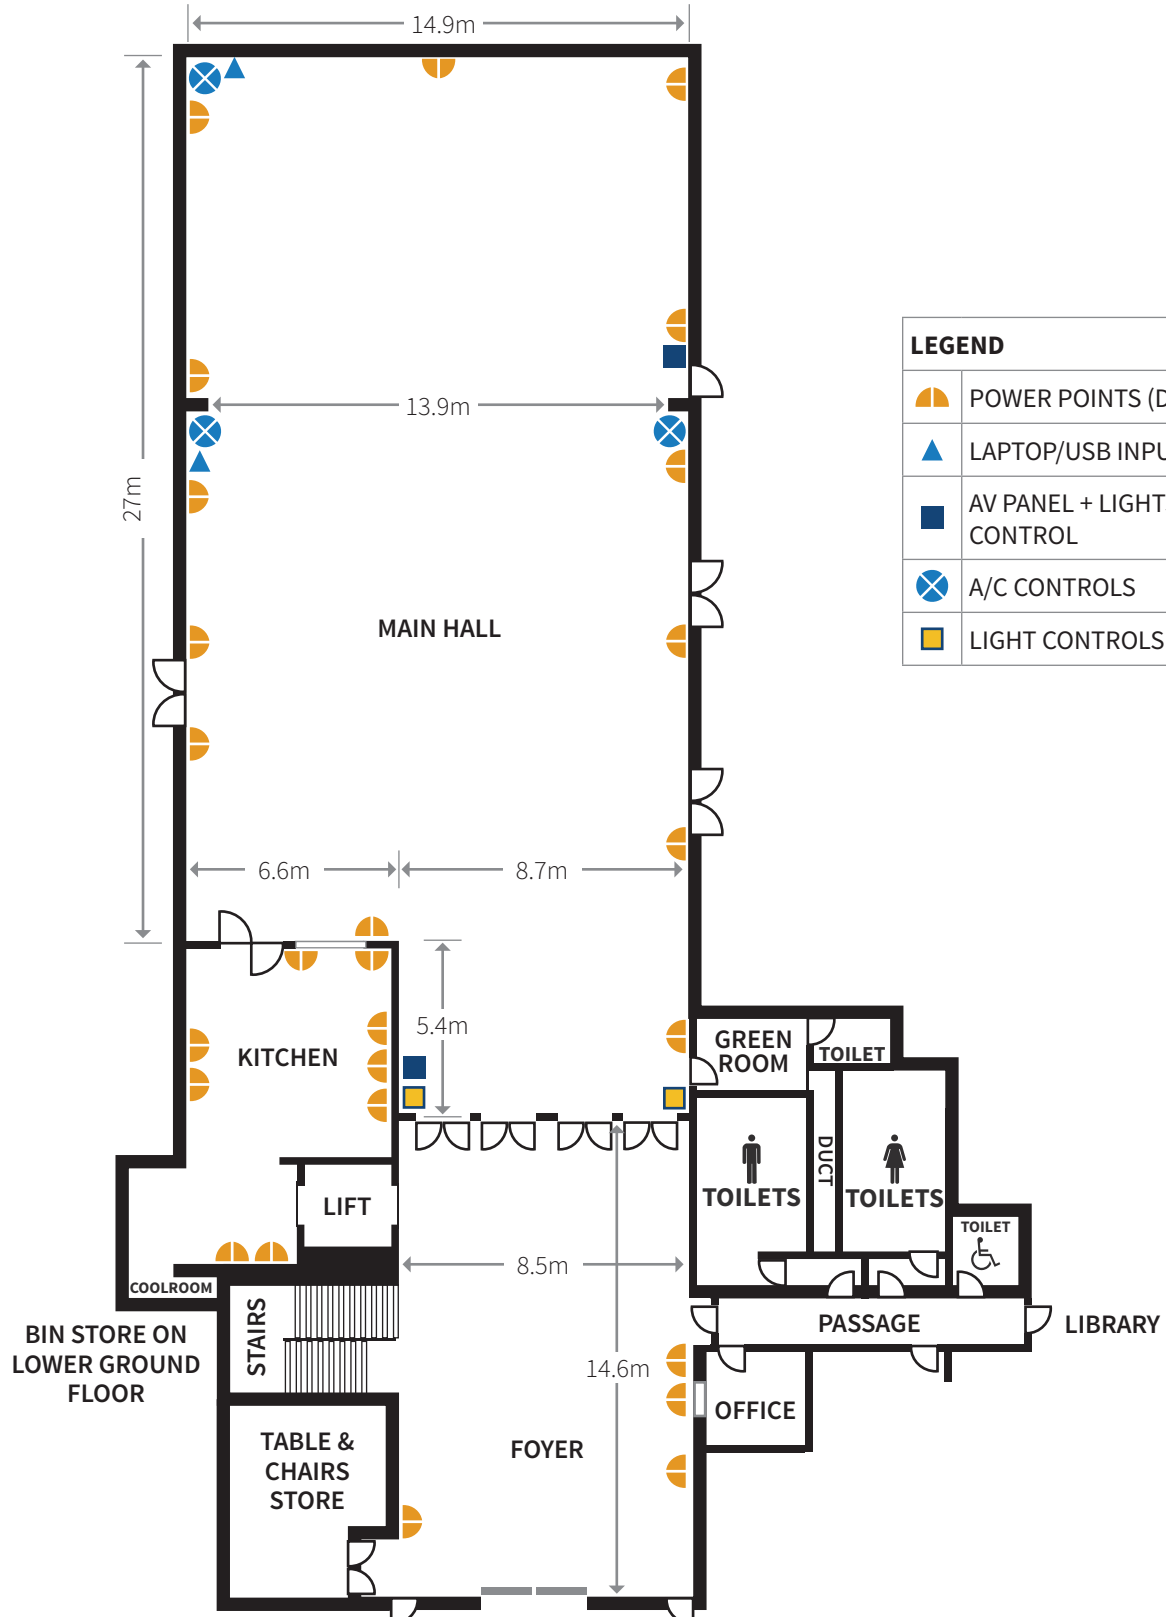 14.9m
LEGEND
POWER POINTS
LAPTOP/USB
AV PANEL +
CONTROL
A/C CONTROLS
LIGHT CONTROLS
13.9m
27m
MAIN HALL
6.6m
8.7m
5.4m
KITCHEN
GREEN
ROOM
TOILET
DUCT
TOILETS
TOILETS
LIFT
TOILET
8.5m
COOLROOM
STAIRS
PASSAGE
LIBRARY
BIN STORE ON
LOWER GROUND
FLOOR
14.6m
OFFICE
TABLE &
CHAIRS
STORE
FOYER